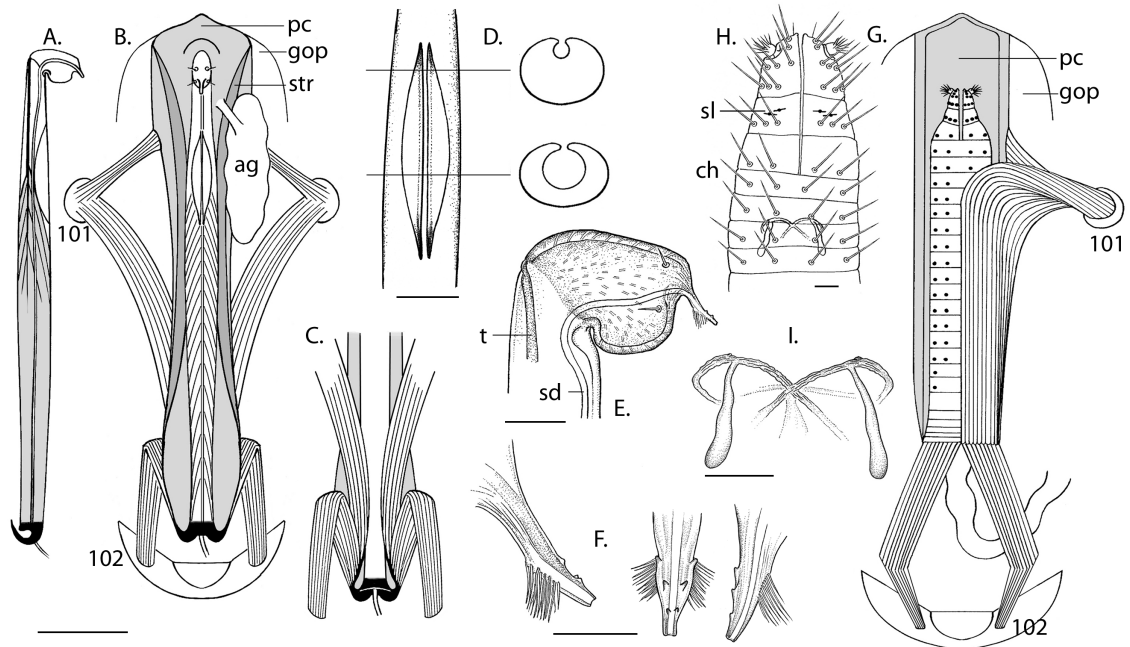 A.
B.
pc
gop
str
ag
101
102
C.
D.
t
sd
E.
F.
H.
sl
ch
I.
G.
pc
gop
101
102